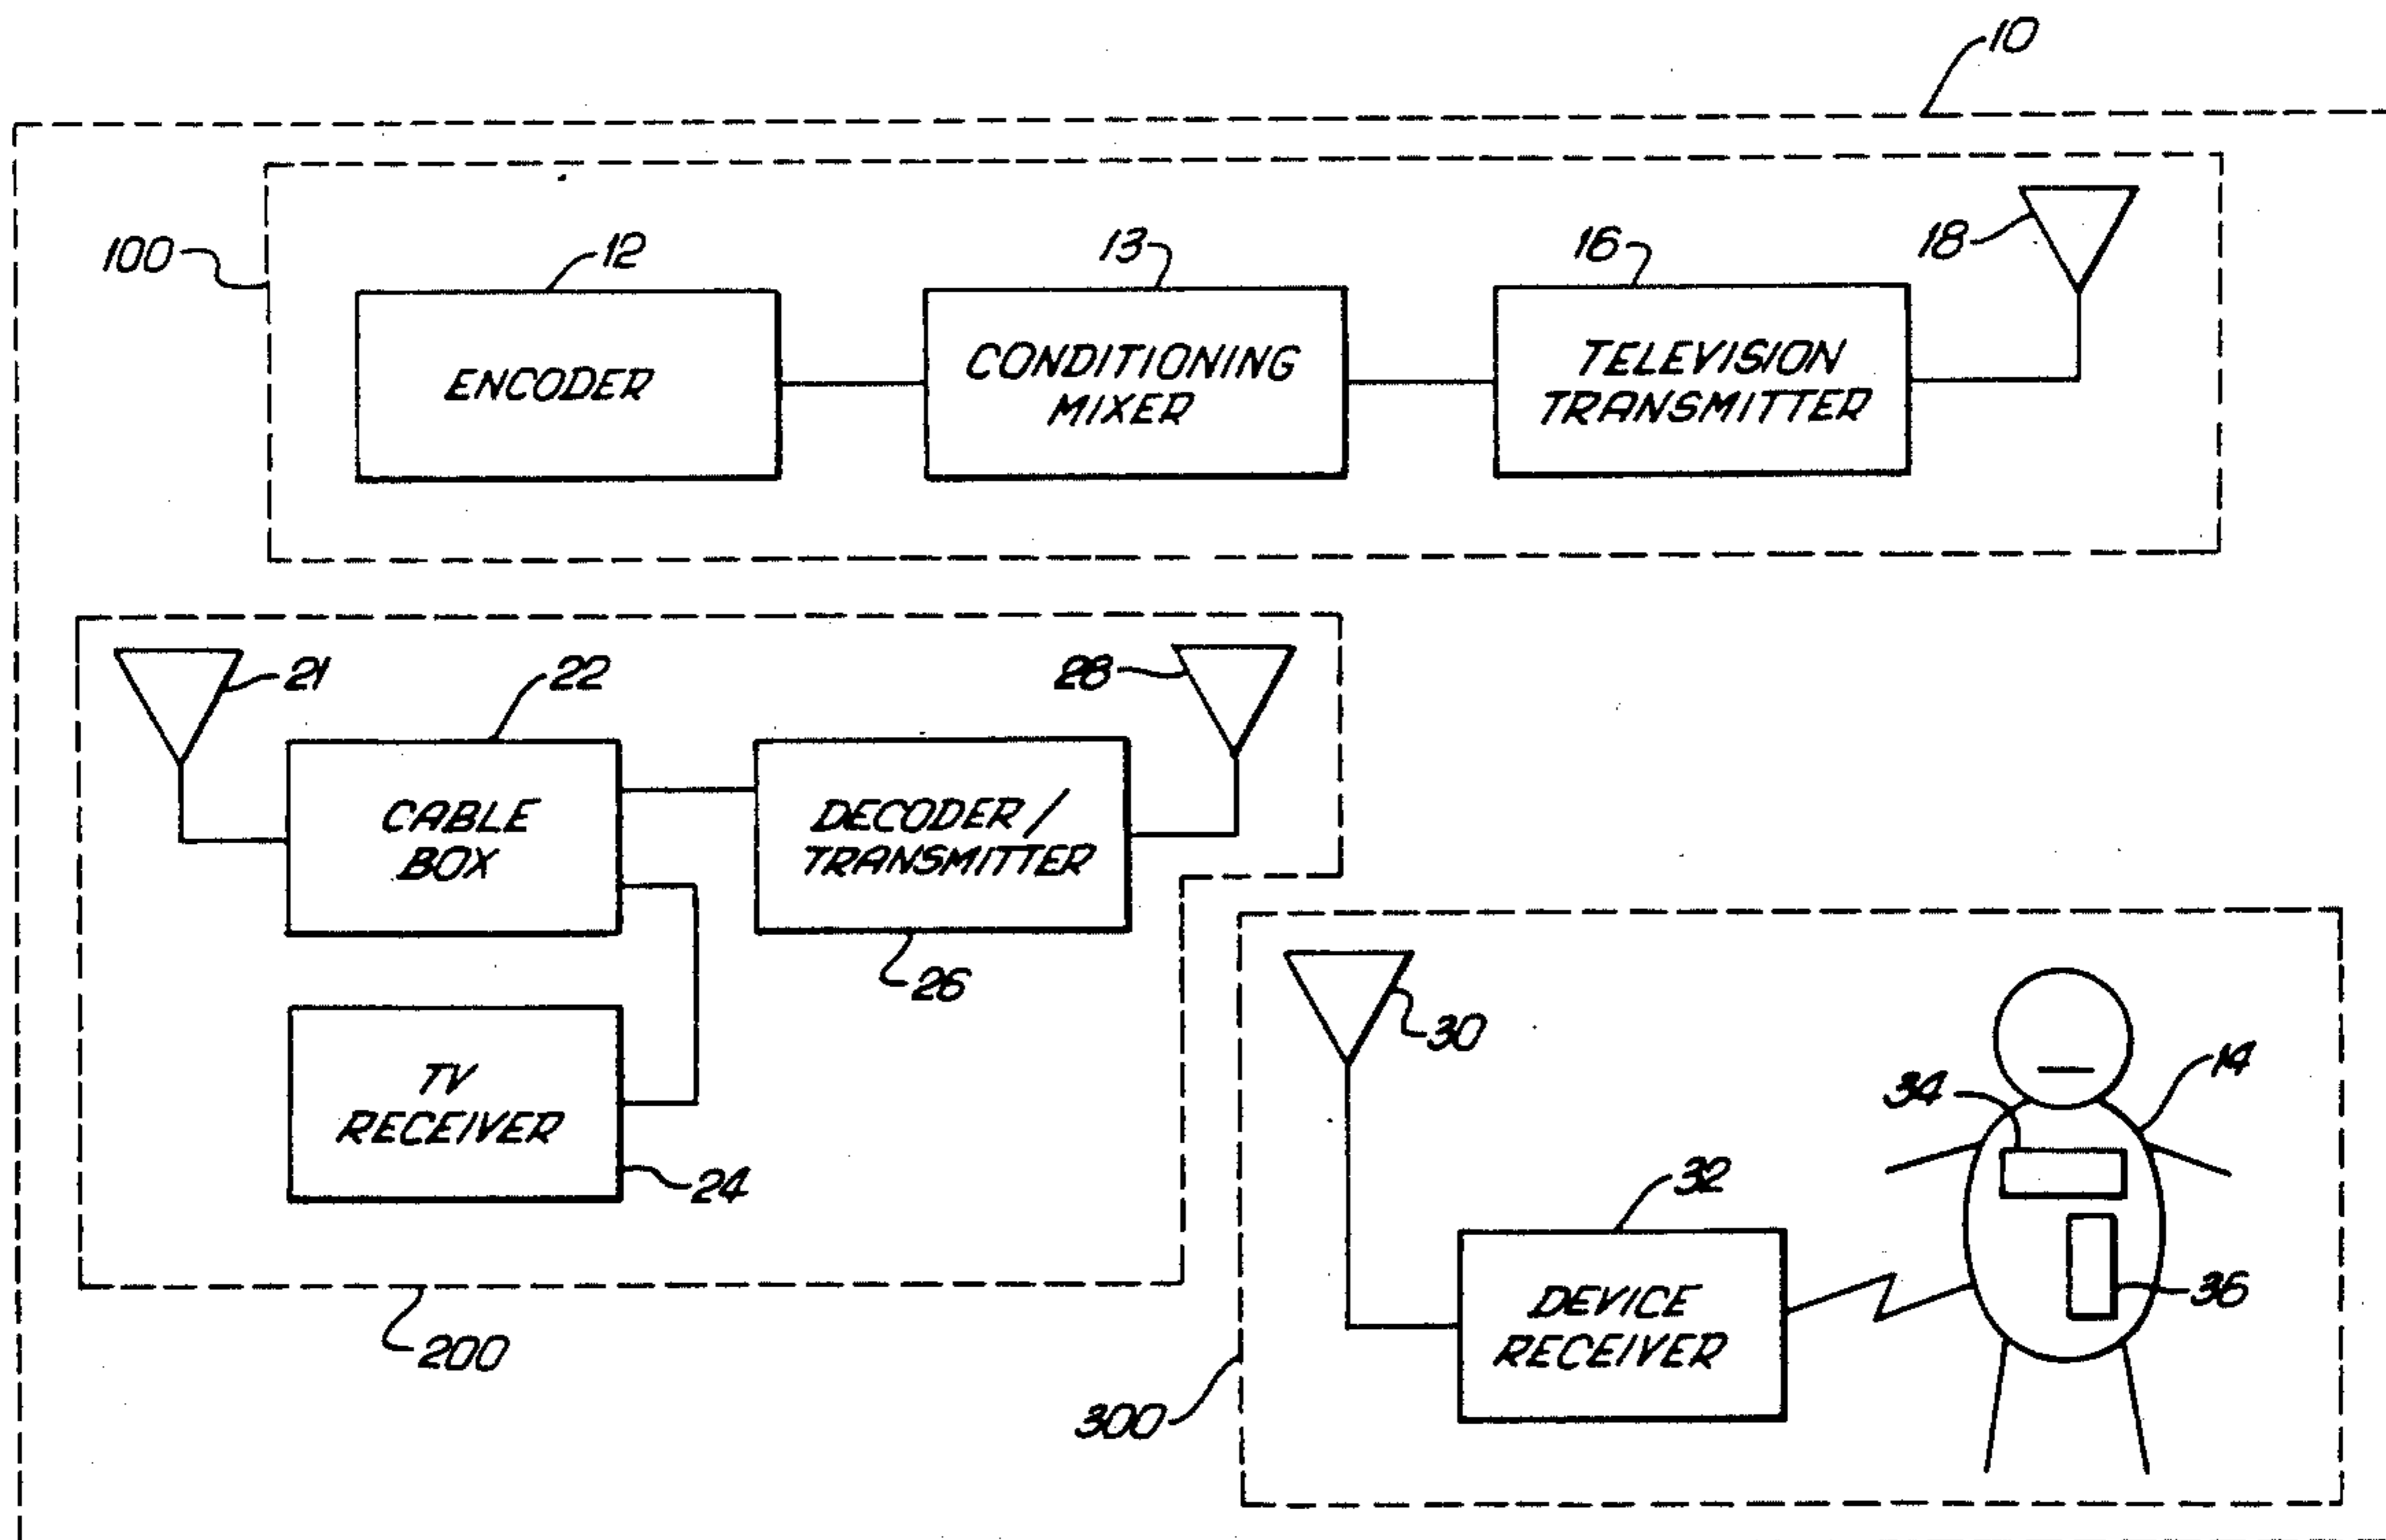 10
100
12
13
16
18
ENCODER
CONDITIONING
MIXER
TELEVISION
TRANSMITTER
21
22
28
CABLE
BOX
DECODER/
TRANSMITTER
26
TV
RECEIVER
24
200
30
34
14
32
36
DEVICE
RECEIVER
300